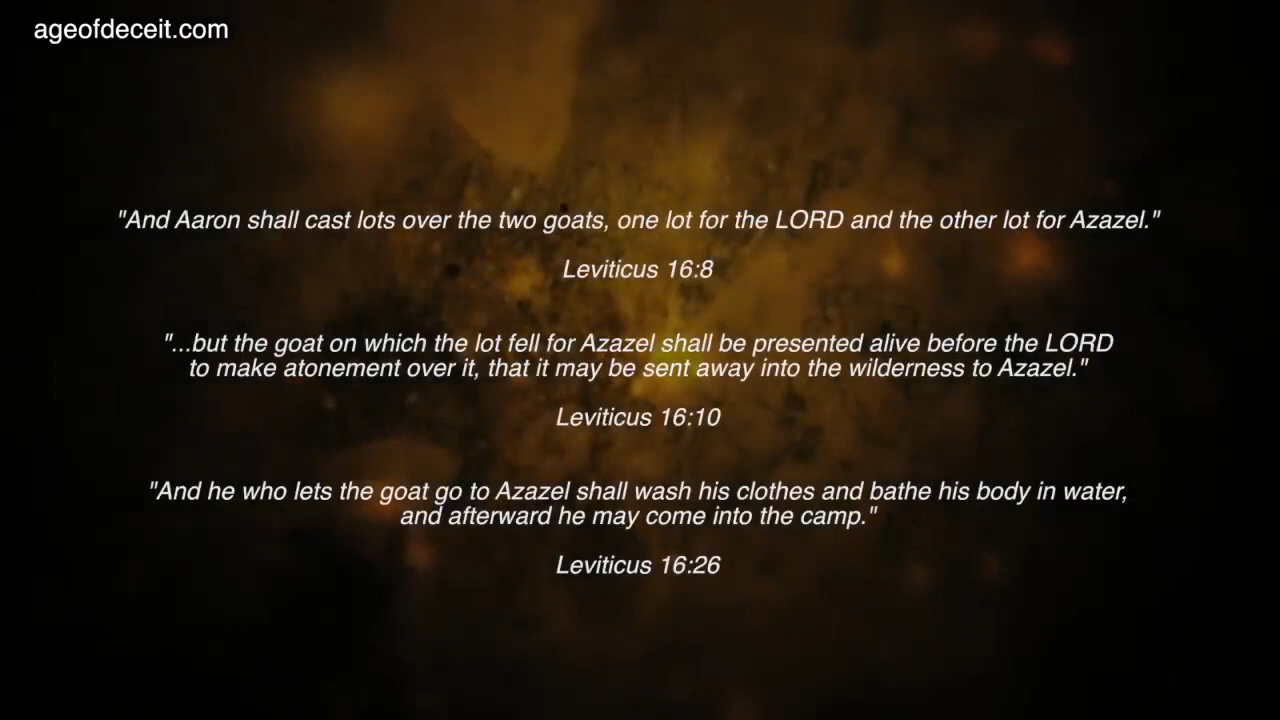 ageofdeceit.com
"And Aaron shall cast lots over the two goats, one lot for the LORD and the other lot for Azazel."
Leviticus 16:8
"...but the goat on which the lot fell for Azazel shall be presented alive before the LORD
to make atonement over it, that it may be sent away into the wilderness to Azazel."
Leviticus 16:10
"And he who lets the goat go to Azazel shall wash his clothes and bathe his body in water,
and afterward he may come into the camp."
Leviticus 16:26